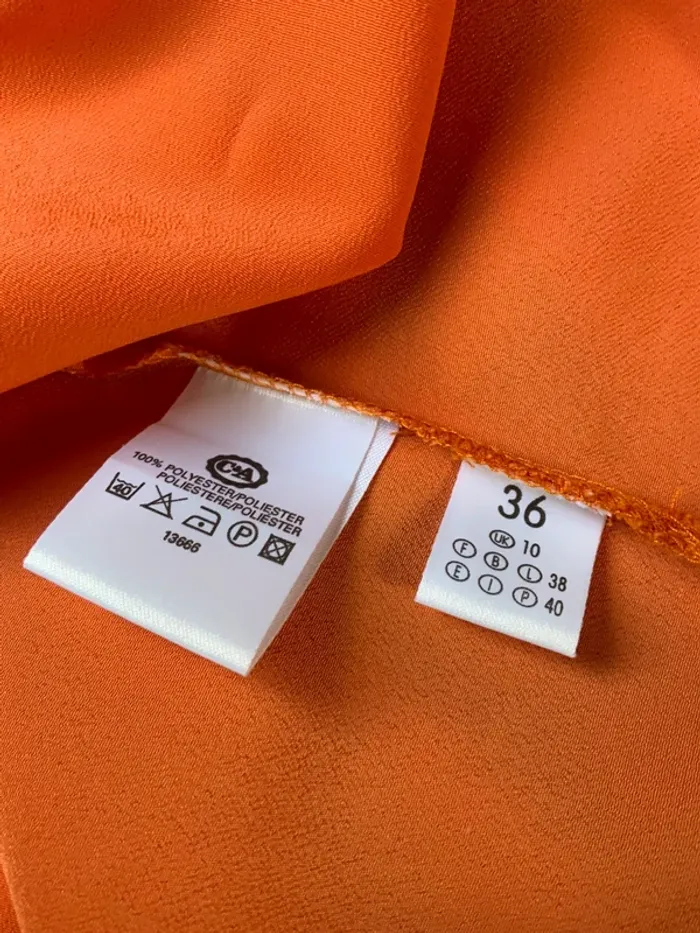 C&A
100% POLYESTER/POLIESTER
POLIESTERE/POLIESTER
40 P
13666
36
UK 10
F B L 38
E I P 40